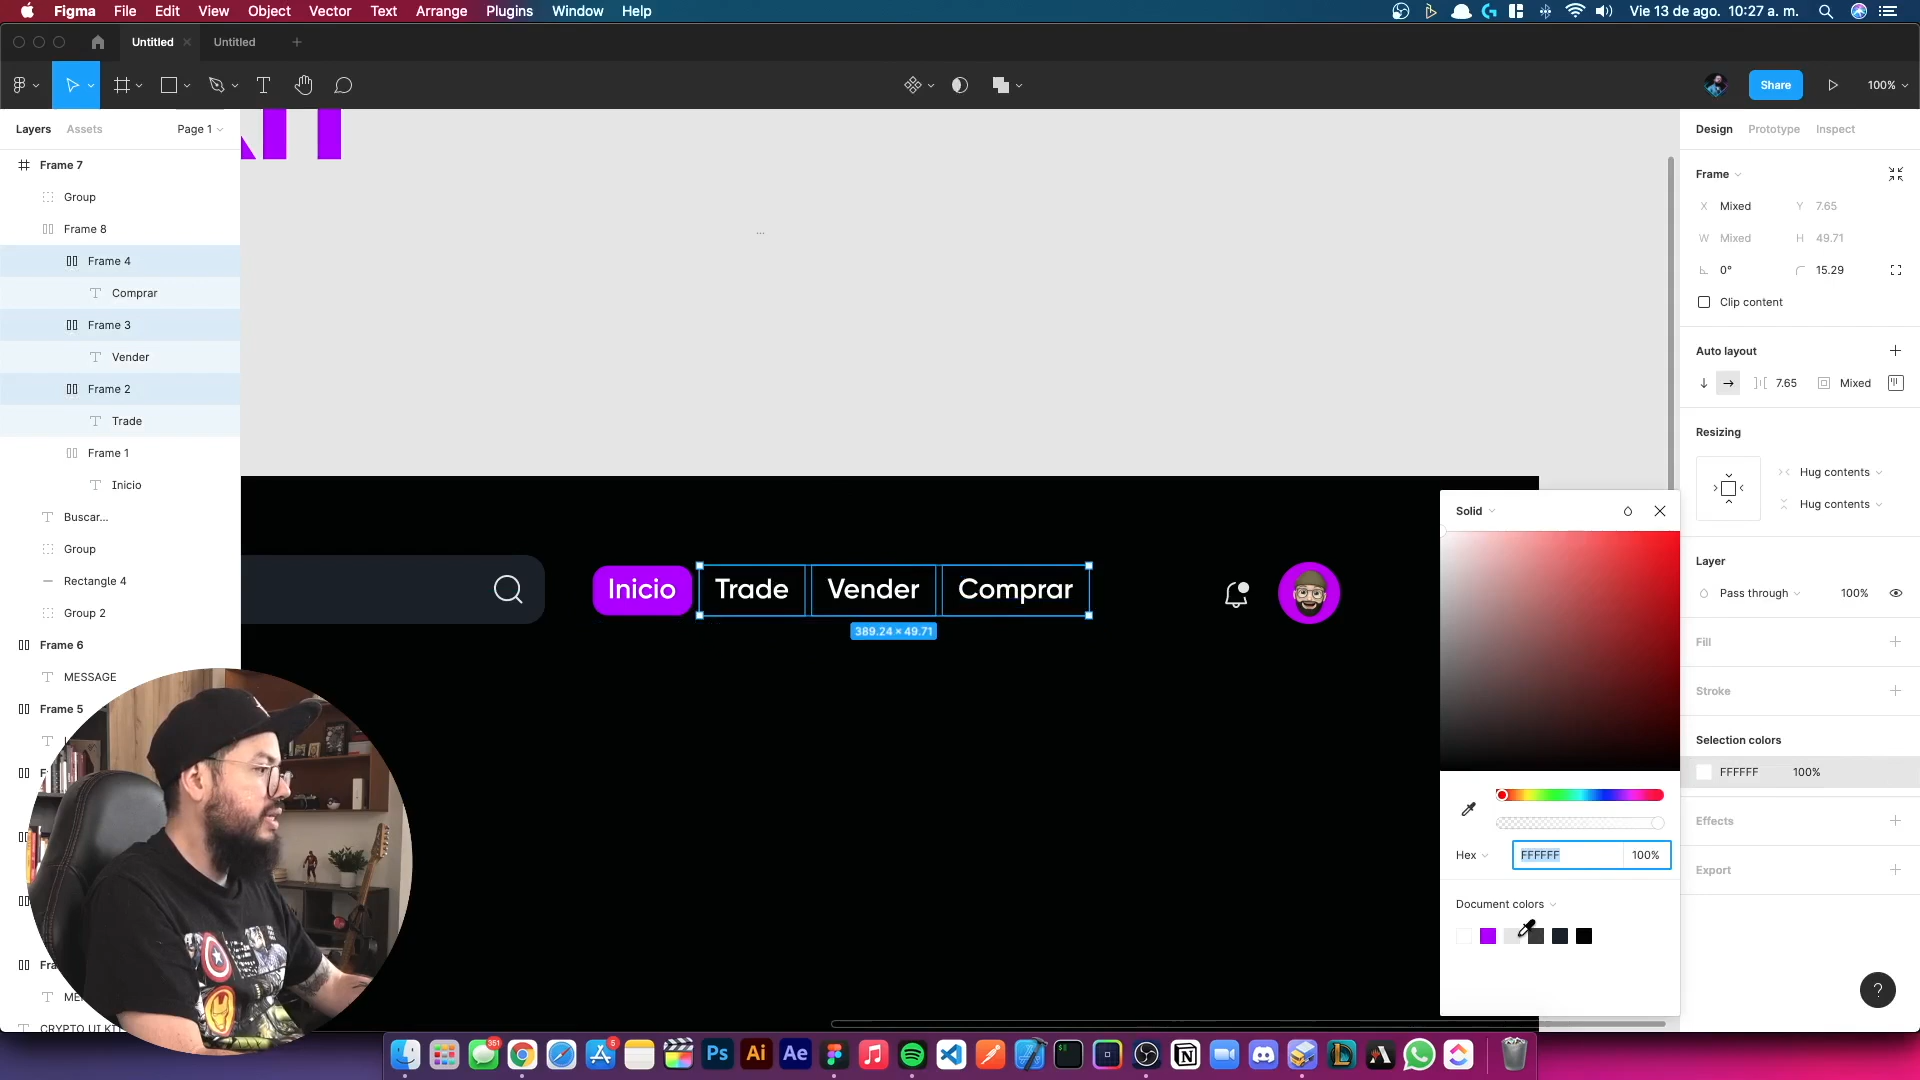 Figma File Edit View Object Vector Text Arrange Plugins Window Help
Vie 13 de ago. 10:27 a. m.
Untitled
Untitled
Share
100%
Layers
Assets
Page 1
Design
Prototype
Inspect
Frame 7
Group
Frame 8
Frame 4
Comprar
Frame 3
Vender
Frame 2
Trade
Frame 1
Inicio
Buscar...
Group
Rectangle 4
Group 2
Frame 6
MESSAGE
Frame 5
CRYPTO UI KIT
...
Inicio
Trade
Vender
Comprar
389.24 × 49.71
Solid
Hex
FFFFFF
100%
Document colors
Frame
X Mixed
Y 7.65
W Mixed
H 49.71
0°
15.29
Clip content
Auto layout
7.65
Mixed
Resizing
Hug contents
Hug contents
Layer
Pass through
100%
Fill
Stroke
Selection colors
FFFFFF
100%
Effects
Export
?
351
5
Ps
Ai
Ae